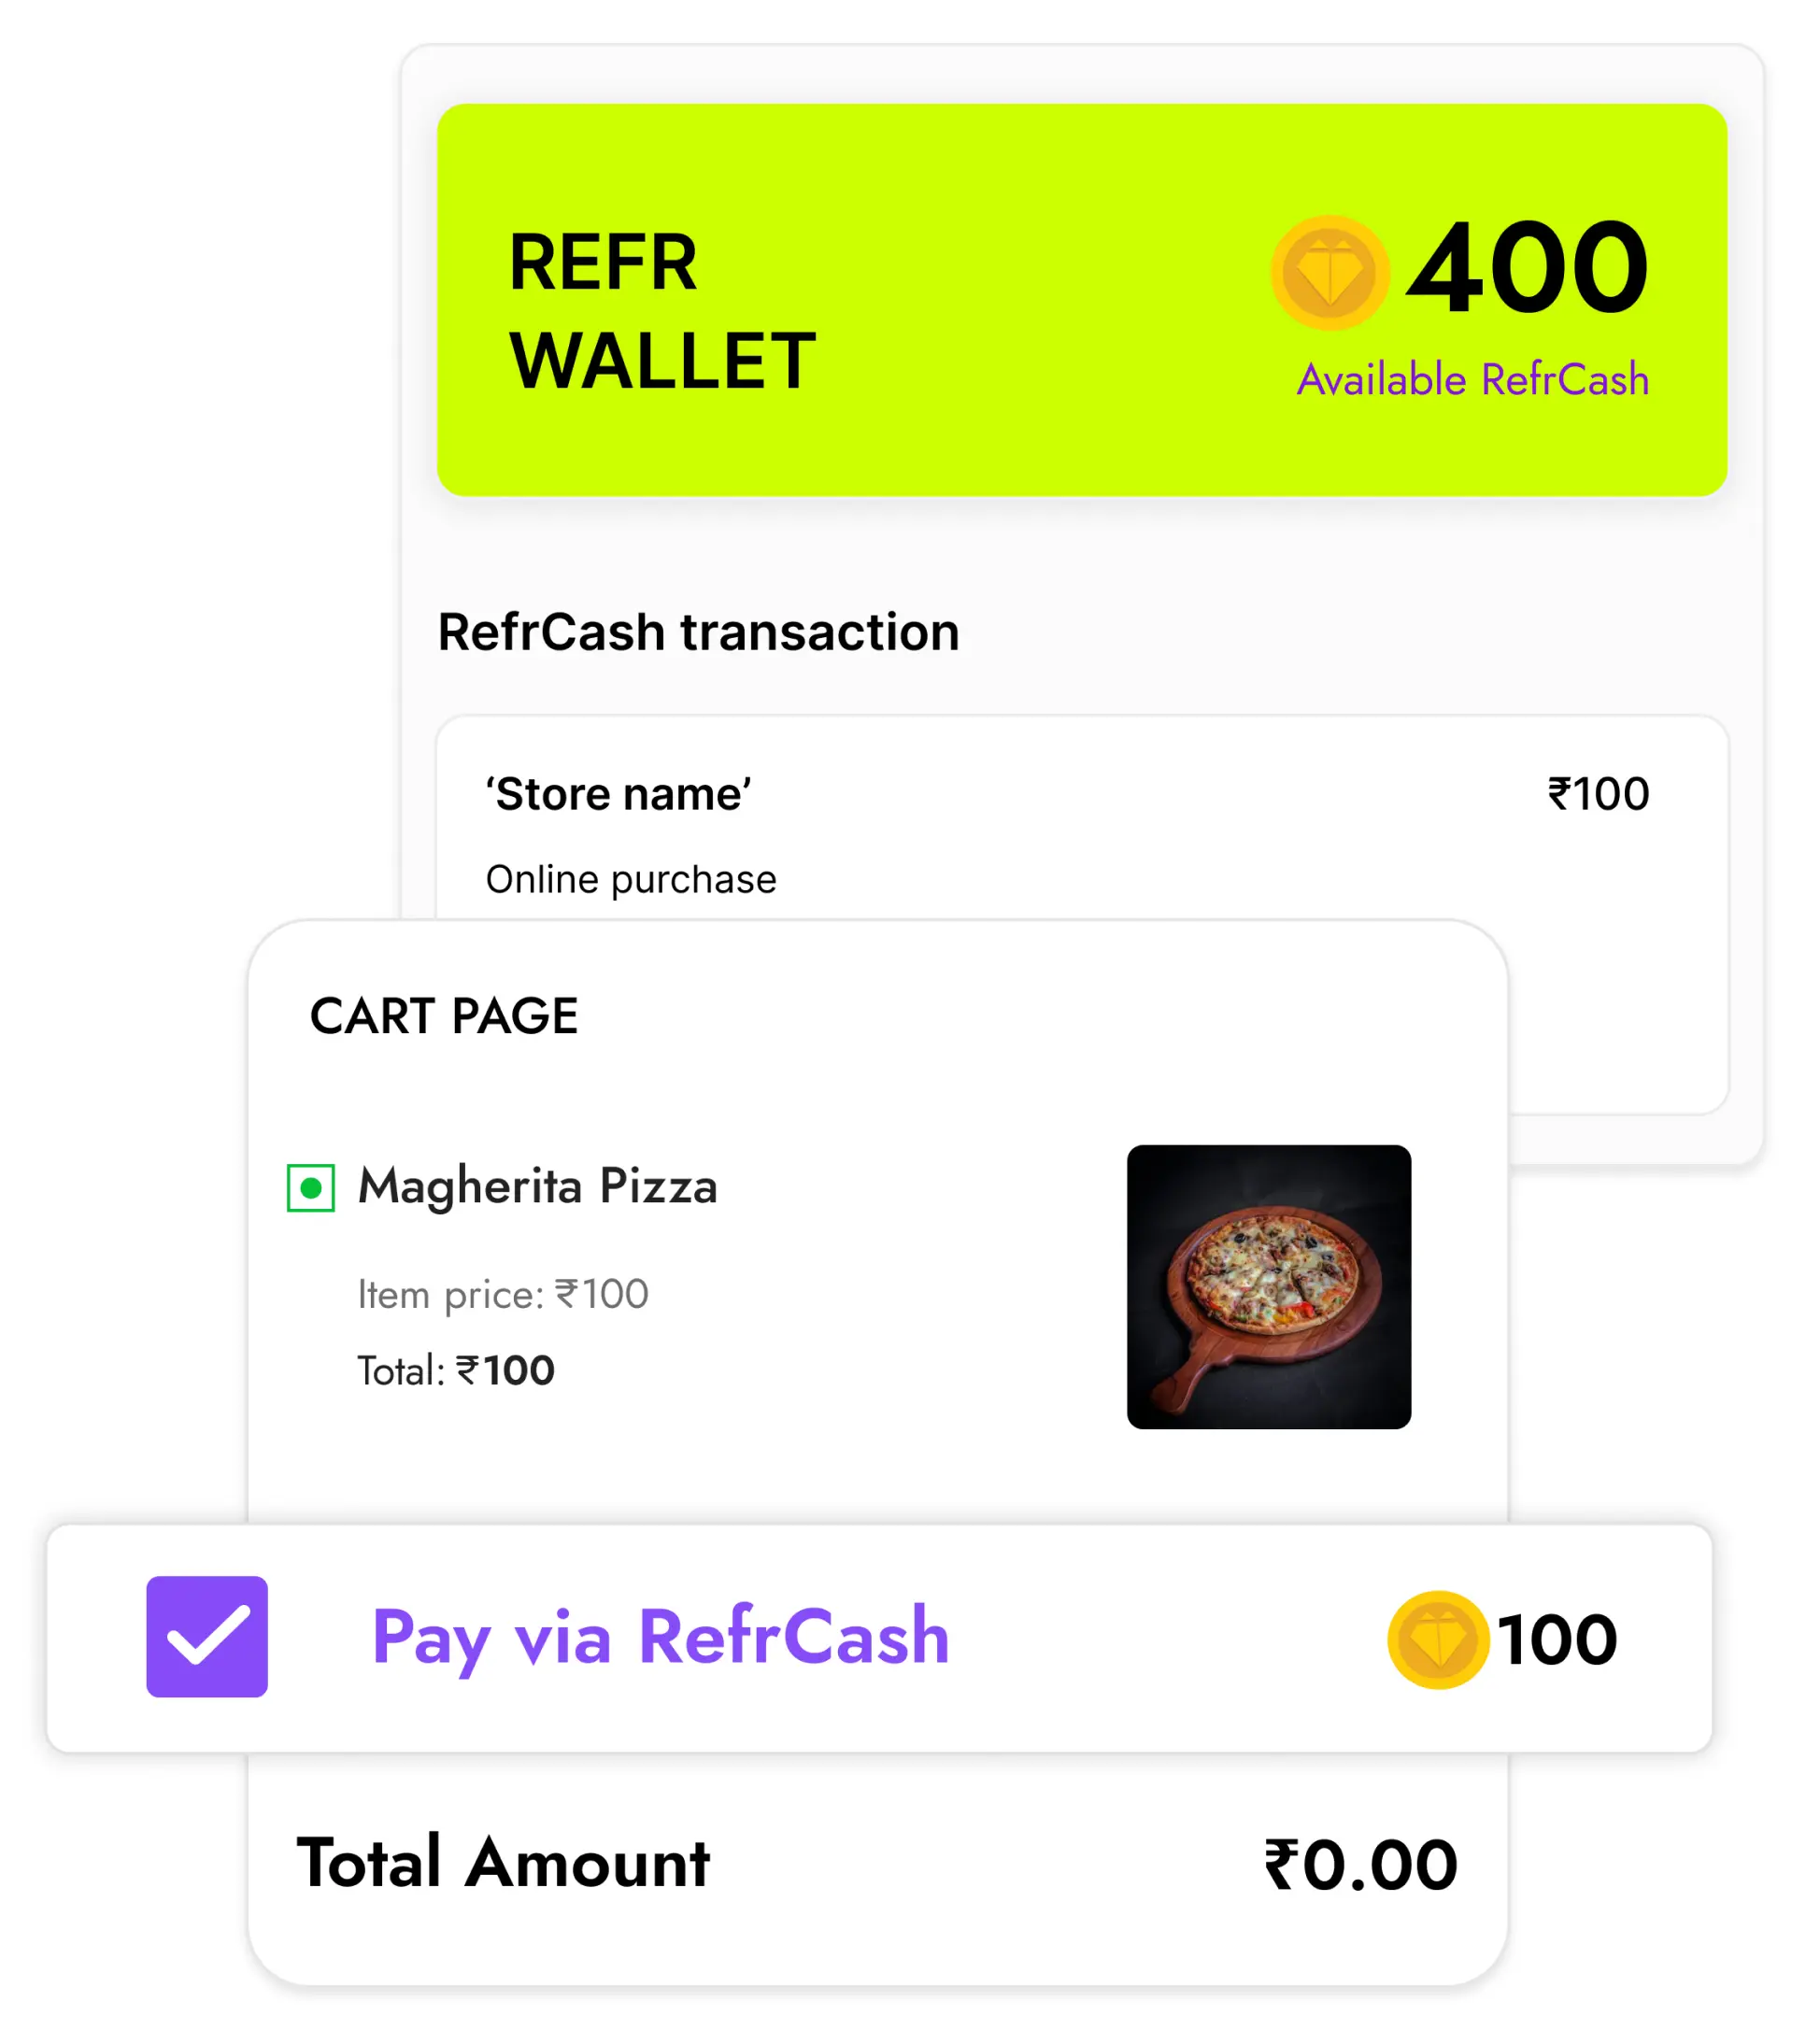 REFR
WALLET
400
Available RefrCash
RefrCash transaction
‘Store name’ ₹100
Online purchase
CART PAGE
Magherita Pizza
Item price: ₹100
Total: ₹100
Pay via RefrCash 100
Total Amount ₹0.00